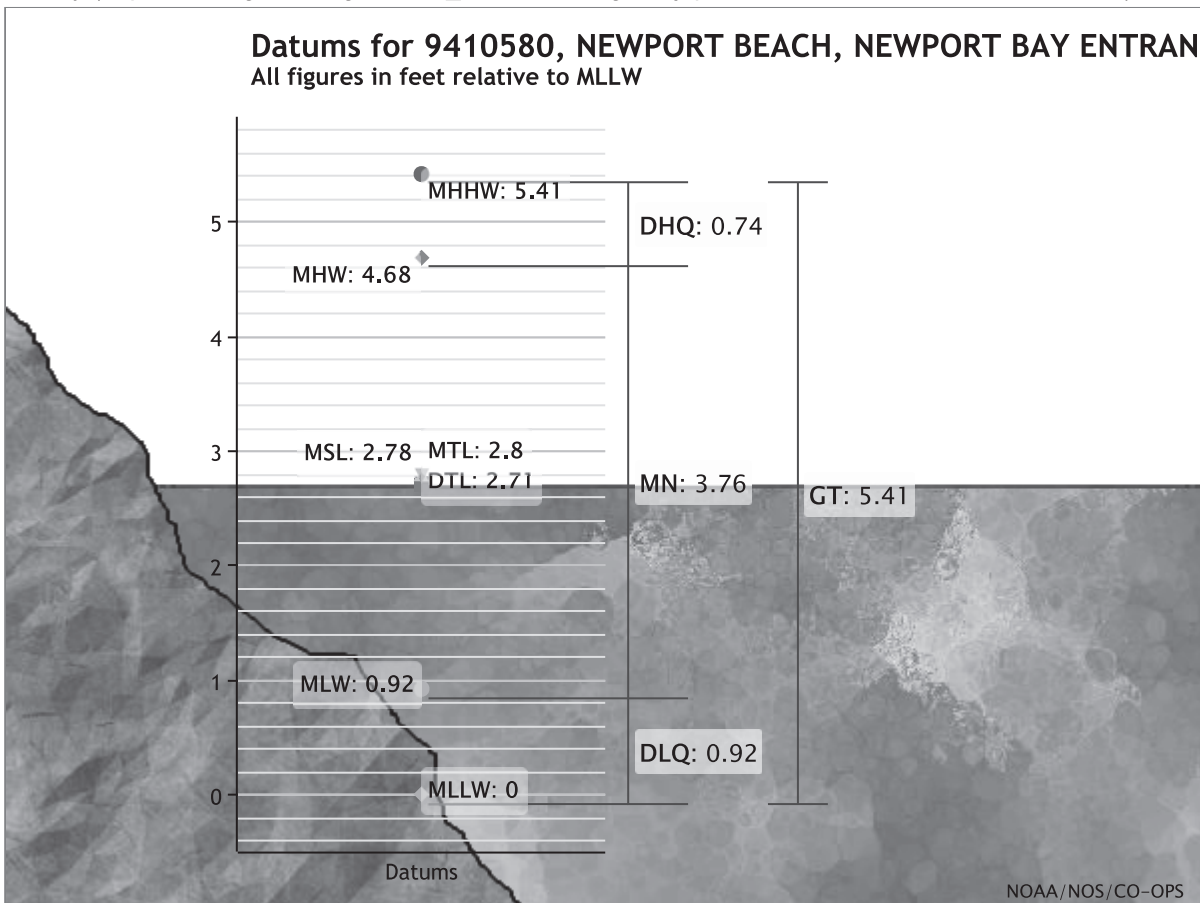 Datums for 9410580, NEWPORT BEACH, NEWPORT BAY ENTRAN
All figures in feet relative to MLLW
MHHW: 5.41
5
DHQ: 0.74
MHW: 4.68
4
3
MSL: 2.78
MTL: 2.8
DTL: 2.71
MN: 3.76
GT: 5.41
2
1
MLW: 0.92
DLQ: 0.92
0
MLLW: 0
Datums
NOAA/NOS/CO-OPS